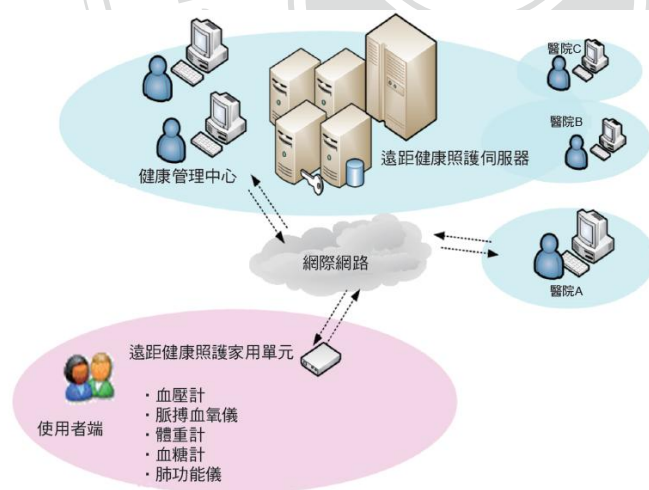 醫院C
醫院B
遠距健康照護伺服器
健康管理中心
網際網路
醫院A
遠距健康照護家用單元
使用者端
・血壓計
・脈搏血氧儀
・體重計
・血糖計
・肺功能儀